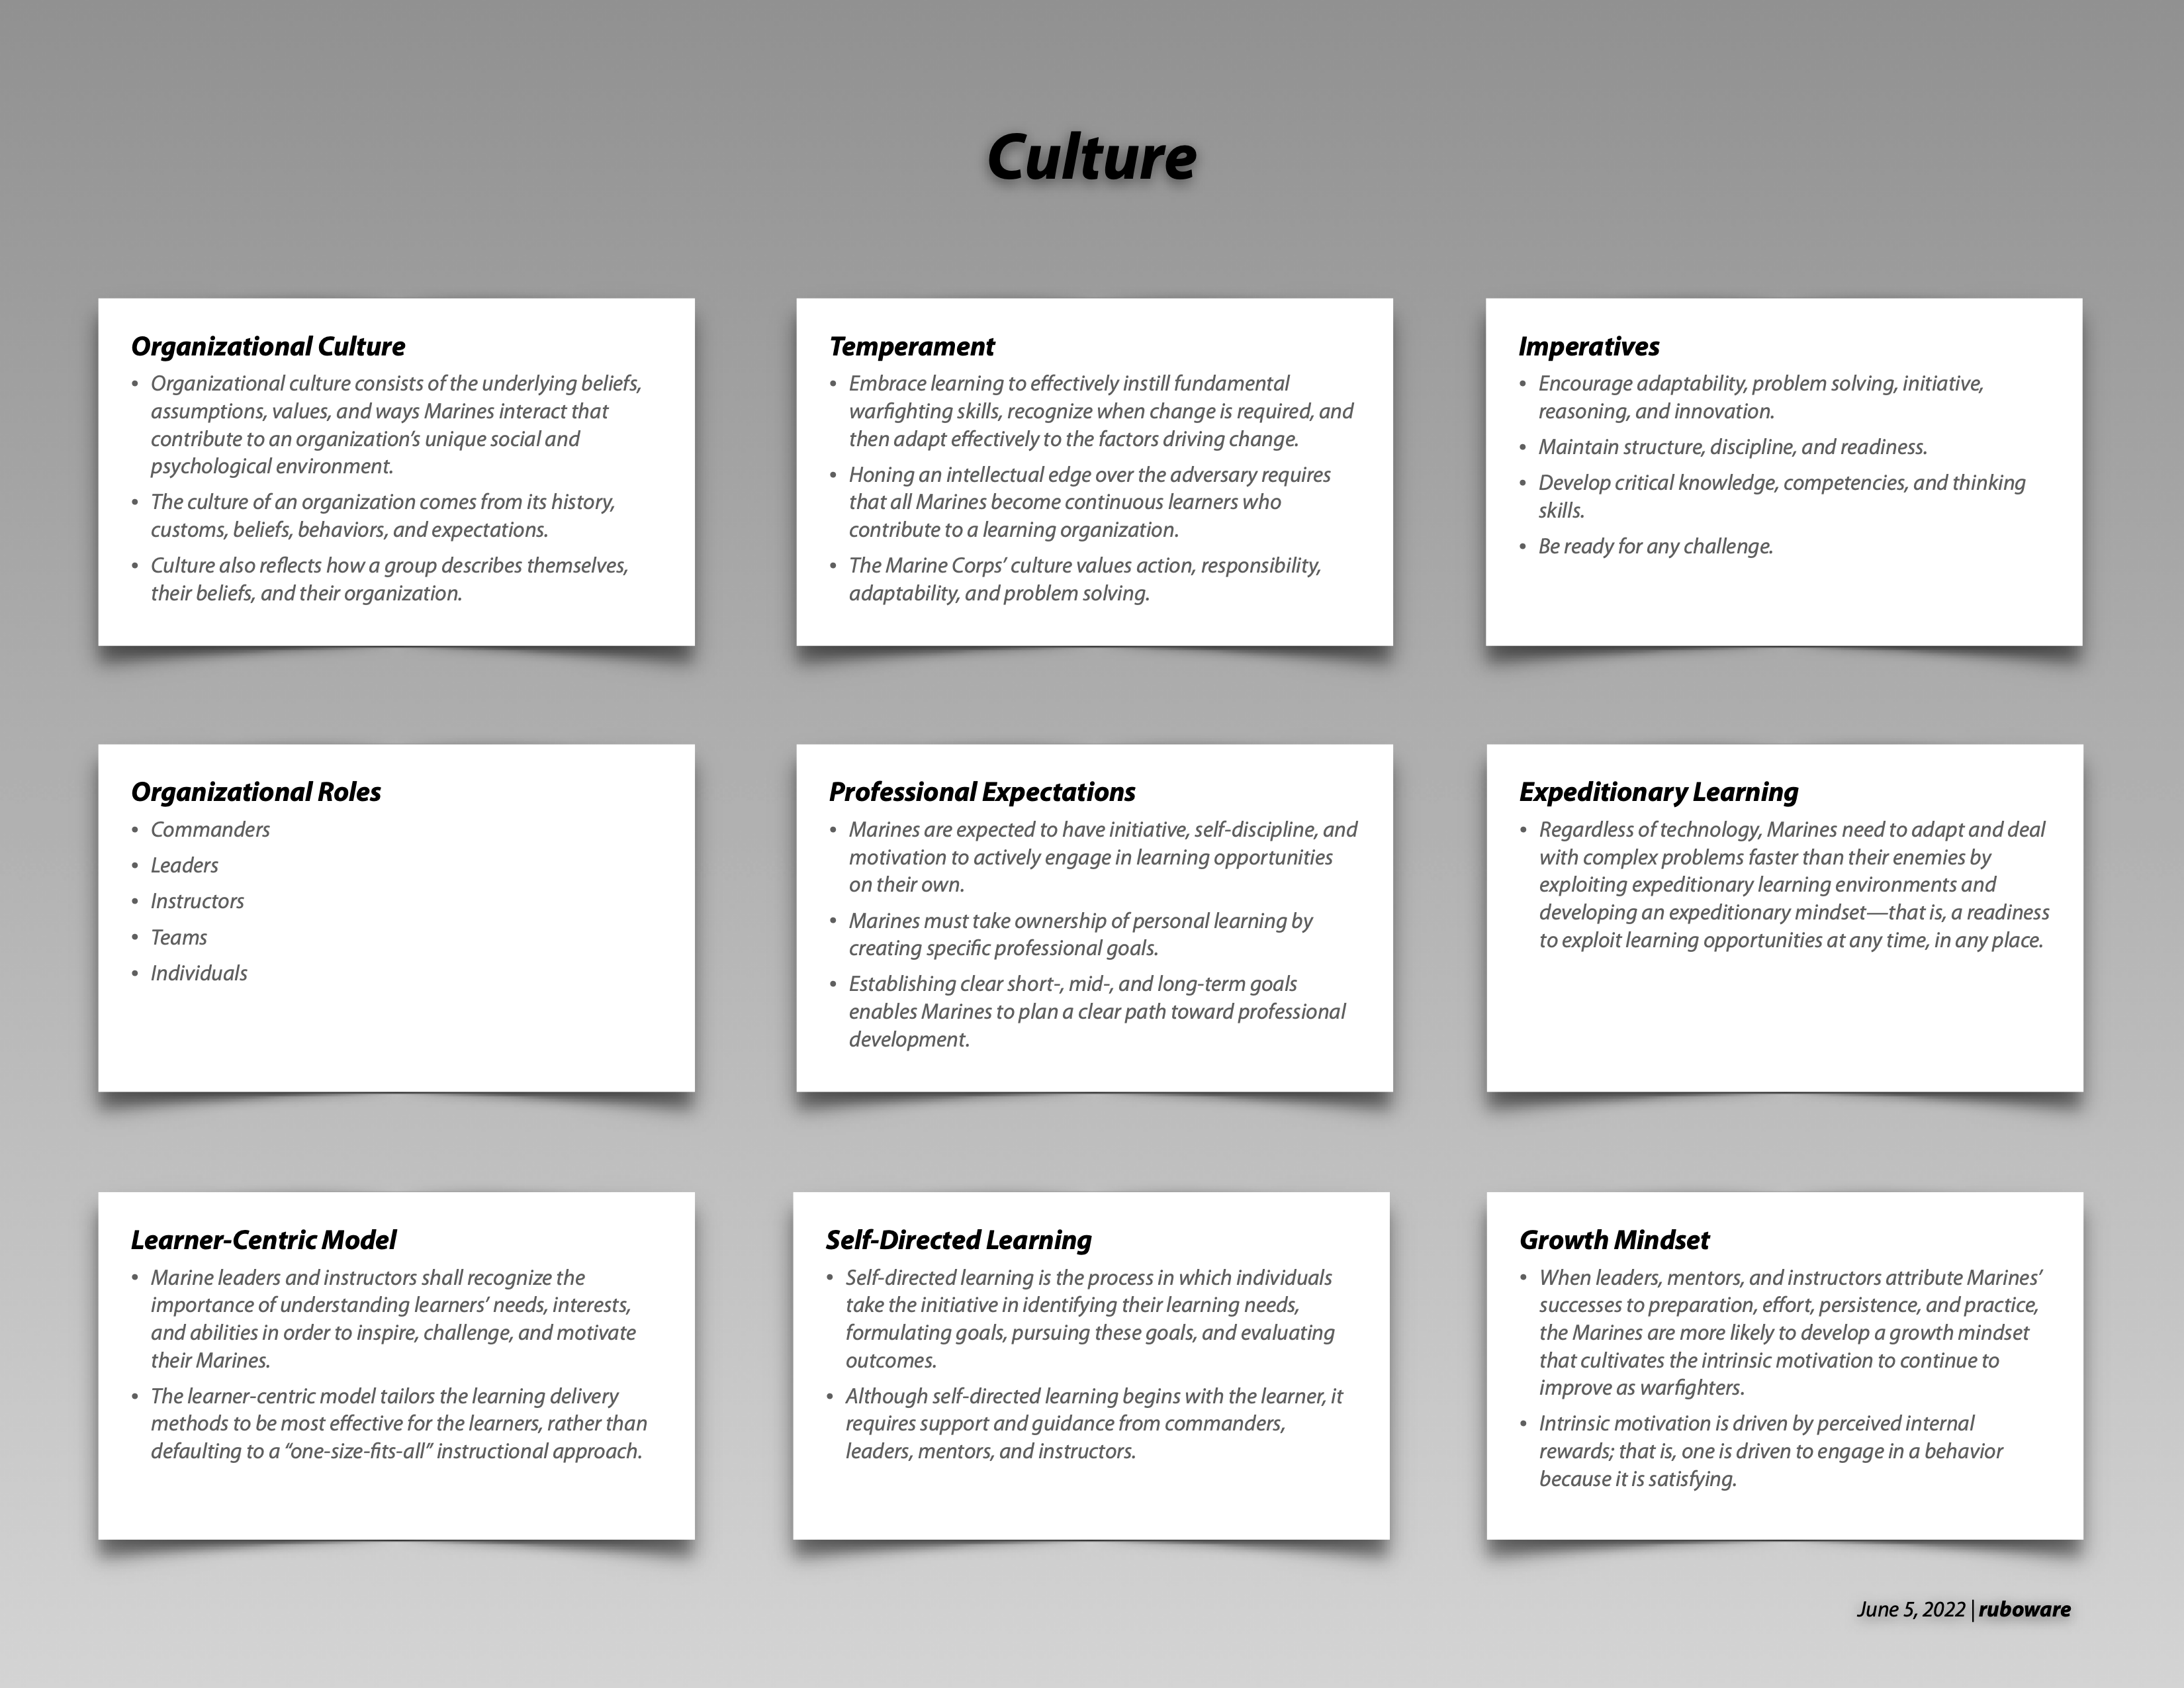 Culture
Organizational Culture
• Organizational culture consists of the underlying beliefs,
assumptions, values, and ways Marines interact that
contribute to an organization’s unique social and
psychological environment.
• The culture of an organization comes from its history,
customs, beliefs, behaviors, and expectations.
• Culture also reflects how a group describes themselves,
their beliefs, and their organization.
Temperament
• Embrace learning to effectively instill fundamental
warfighting skills, recognize when change is required, and
then adapt effectively to the factors driving change.
• Honing an intellectual edge over the adversary requires
that all Marines become continuous learners who
contribute to a learning organization.
• The Marine Corps’ culture values action, responsibility,
adaptability, and problem solving.
Imperatives
• Encourage adaptability, problem solving, initiative,
reasoning, and innovation.
• Maintain structure, discipline, and readiness.
• Develop critical knowledge, competencies, and thinking
skills.
• Be ready for any challenge.
Organizational Roles
• Commanders
• Leaders
• Instructors
• Teams
• Individuals
Professional Expectations
• Marines are expected to have initiative, self-discipline, and
motivation to actively engage in learning opportunities
on their own.
• Marines must take ownership of personal learning by
creating specific professional goals.
• Establishing clear short-, mid-, and long-term goals
enables Marines to plan a clear path toward professional
development.
Expeditionary Learning
• Regardless of technology, Marines need to adapt and deal
with complex problems faster than their enemies by
exploiting expeditionary learning environments and
developing an expeditionary mindset—that is, a readiness
to exploit learning opportunities at any time, in any place.
Learner-Centric Model
• Marine leaders and instructors shall recognize the
importance of understanding learners’ needs, interests,
and abilities in order to inspire, challenge, and motivate
their Marines.
• The learner-centric model tailors the learning delivery
methods to be most effective for the learners, rather than
defaulting to a “one-size-fits-all” instructional approach.
Self-Directed Learning
• Self-directed learning is the process in which individuals
take the initiative in identifying their learning needs,
formulating goals, pursuing these goals, and evaluating
outcomes.
• Although self-directed learning begins with the learner, it
requires support and guidance from commanders,
leaders, mentors, and instructors.
Growth Mindset
• When leaders, mentors, and instructors attribute Marines’
successes to preparation, effort, persistence, and practice,
the Marines are more likely to develop a growth mindset
that cultivates the intrinsic motivation to continue to
improve as warfighters.
• Intrinsic motivation is driven by perceived internal
rewards; that is, one is driven to engage in a behavior
because it is satisfying.
June 5, 2022 | ruboware